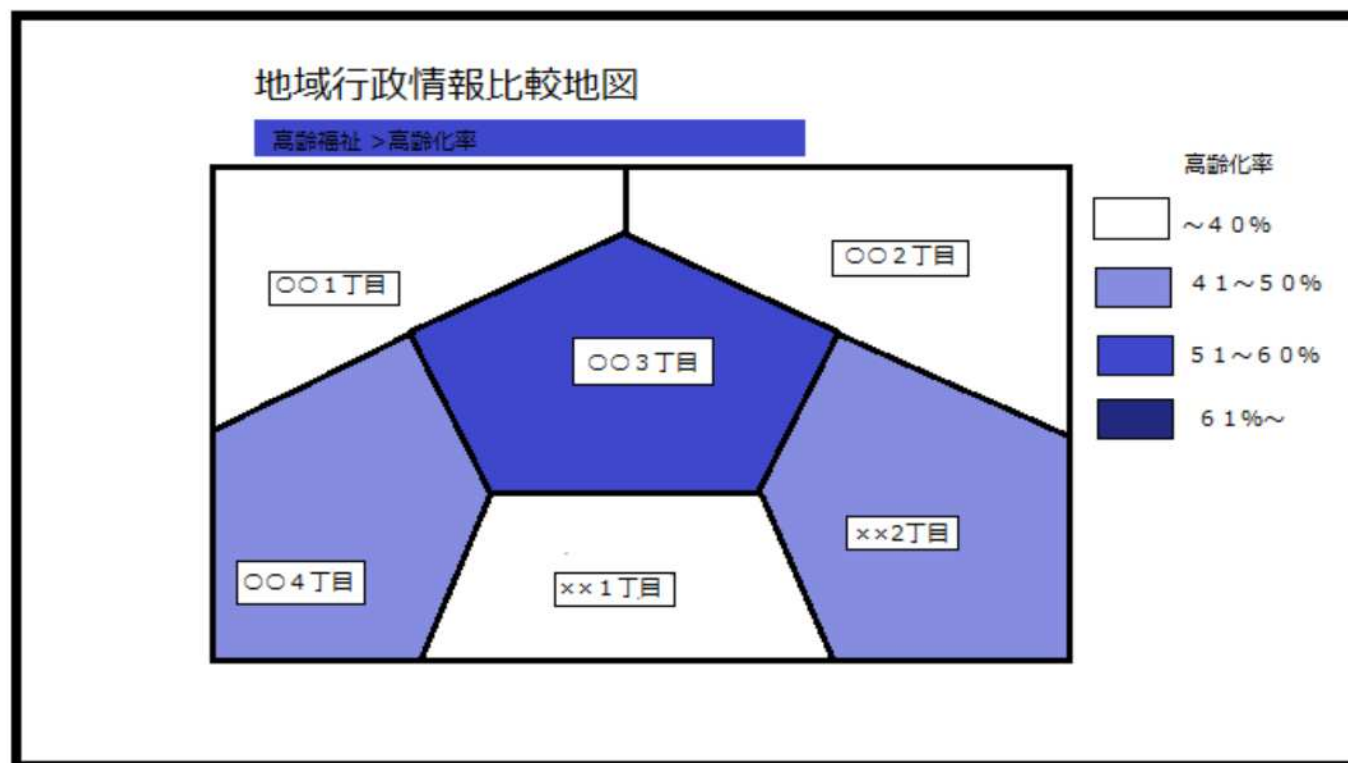 地域行政情報比較地図
高齢福祉 >高齢化率
高齢化率
～４０%
４１～５０%
５１～６０%
６１%～
〇〇１丁目
〇〇２丁目
〇〇３丁目
〇〇４丁目
××１丁目
××2丁目